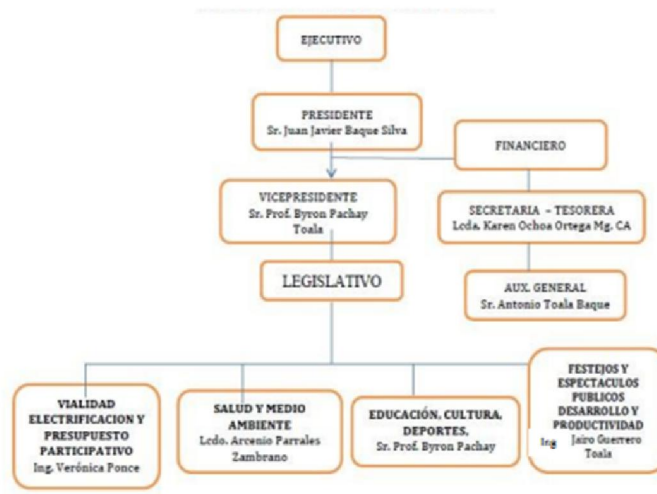 EJECUTIVO
PRESIDENTE
Sr. Juan Javier Baque Silva
FINANCIERO
VICEPRESIDENTE
Sr. Prof. Byron Pachay
Toala
SECRETARIA – TESORERA
Lcda. Karen Ochoa Ortega Mg. CA
LEGISLATIVO
AUX. GENERAL
Sr. Antonio Toala Baque
VIALIDAD
ELECTRIFICACION Y
PRESUPUESTO
PARTICIPATIVO
Ing. Verónica Ponce
SALUD Y MEDIO
AMBIENTE
Lcdo. Arcenio Parrales
Zambrano
EDUCACIÓN, CULTURA,
DEPORTES,
Sr. Prof. Byron Pachay
FESTEJOS Y
ESPECTACULOS
PUBLICOS
DESARROLLO Y
PRODUCTIVIDAD
Ing Jairo Guerrero
Toala